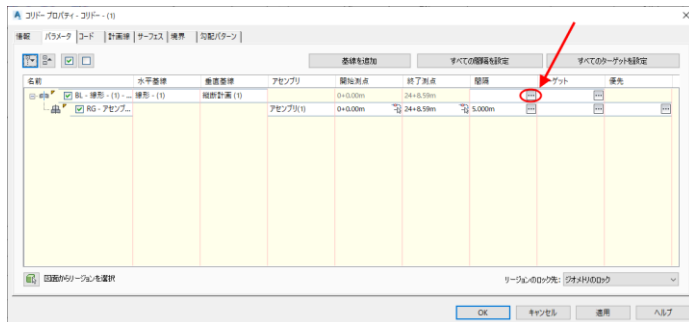 コリドー プロパティ - コリドー - (1)
情報 パラメータ コード 計画線 サーフェス 境界 勾配パターン
基線を追加 すべての間隔を設定 すべてのターゲットを設定
名前 水平基線 垂直基線 アセンブリ 開始測点 終了測点 間隔 ゲット 優先
BL - 線形 - (1) - ... 線形 - (1) 縦断計画 (1) 0+0.00m 24+8.59m
RG - アセンブ... アセンブリ(1) 0+0.00m 24+8.59m 5.000m
図面からリージョンを選択 リージョンのロック先: ジオメトリのロック
OK キャンセル 適用 ヘルプ